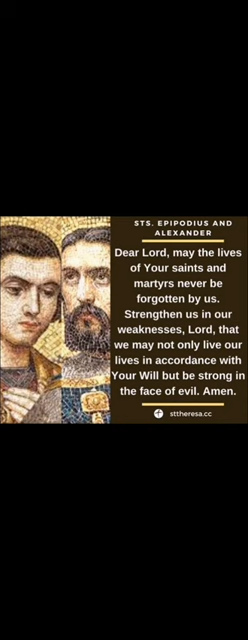 STS. EPIPODIUS AND
ALEXANDER
Dear Lord, may the lives
of Your saints and
martyrs never be
forgotten by us.
Strengthen us in our
weaknesses, Lord, that
we may not only live our
lives in accordance with
Your Will but be strong in
the face of evil. Amen.
sttheresa.cc